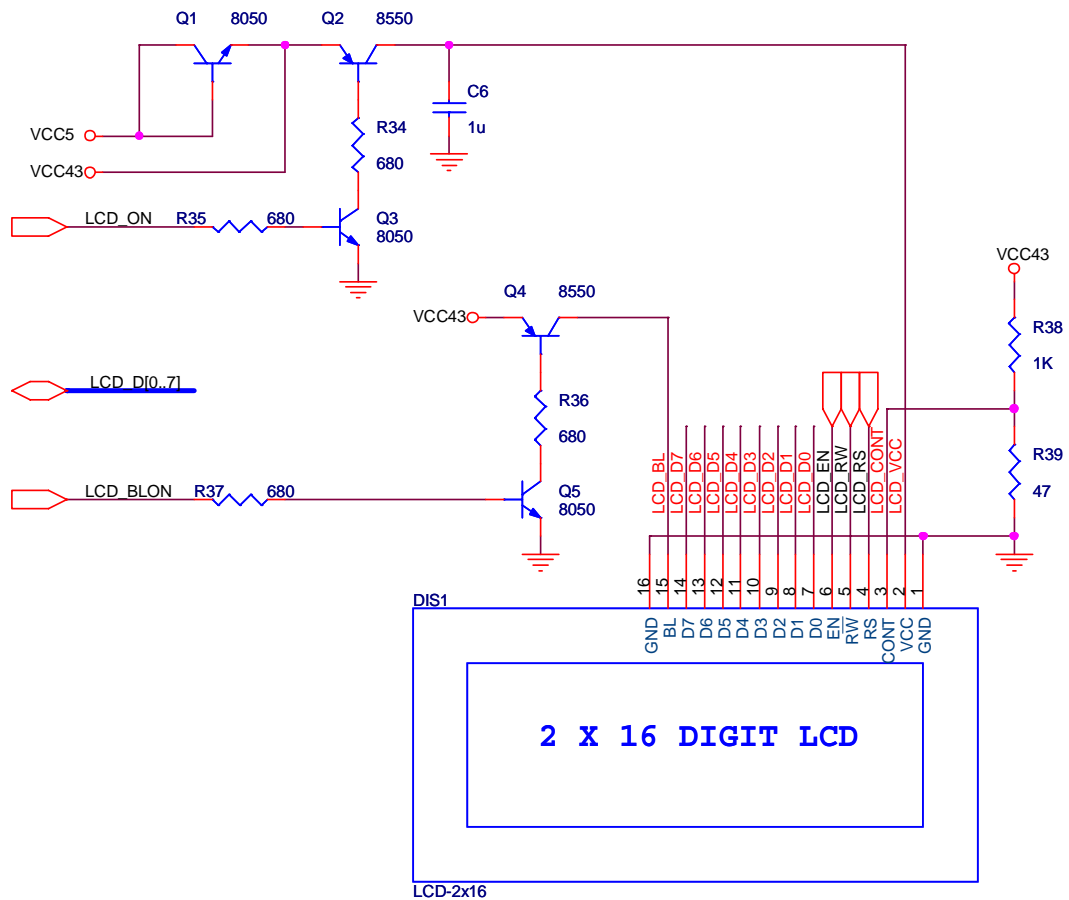 Q1 8050 Q2 8550
C6
1u
VCC5
R34
680
VCC43
LCD_ON R35 680
Q3
8050
VCC43
Q4 8550
VCC43
R38
1K
LCD_D[0..7]
R36
680
R39
47
LCD_BLON R37 680
Q5
8050
LCD_BL
LCD_D7
LCD_D6
LCD_D5
LCD_D4
LCD_D3
LCD_D2
LCD_D1
LCD_D0
LCD_EN
LCD_RW
LCD_RS
LCD_CONT
LCD_VCC
16 15 14 13 12 11 10 9 8 7 6 5 4 3 2 1
DIS1
GND BL D7 D6 D5 D4 D3 D2 D1 D0 EN RW RS CONT VCC GND
2 X 16 DIGIT LCD
LCD-2x16